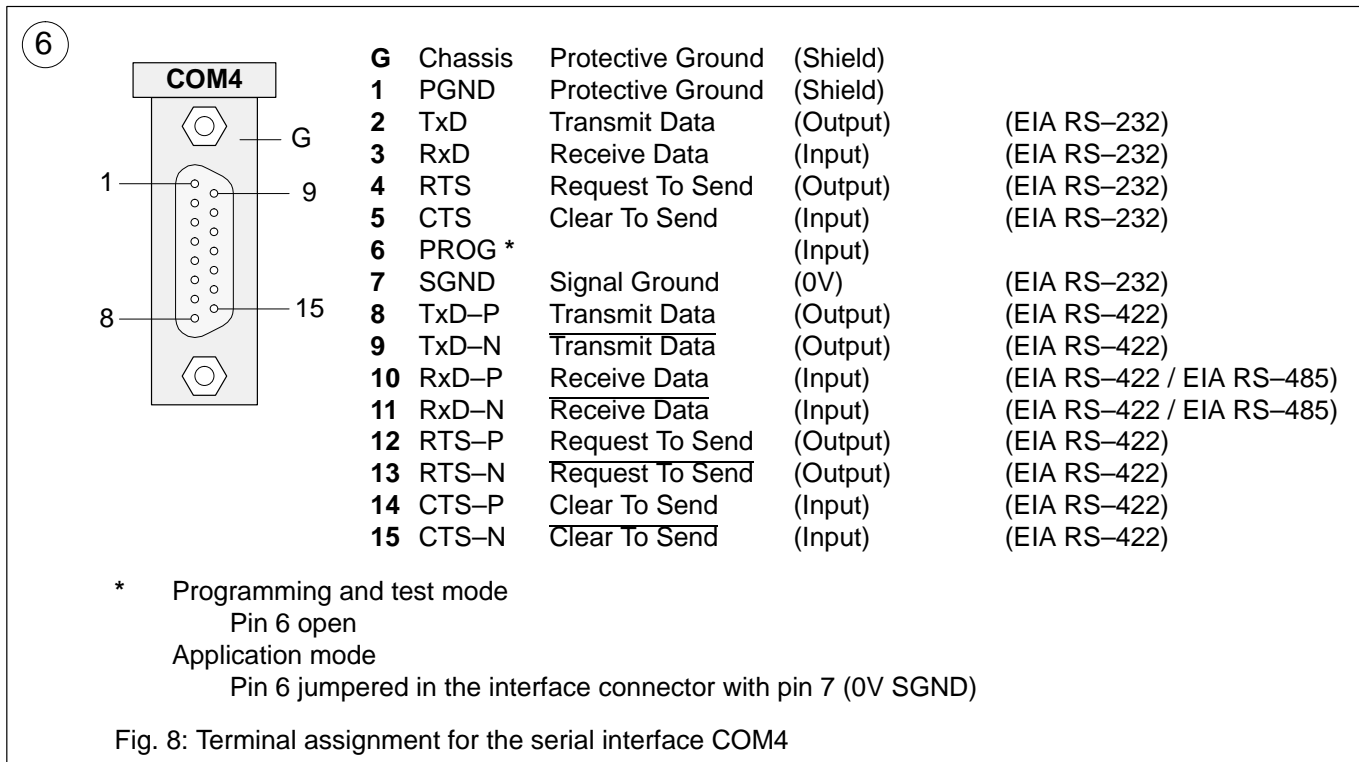 6
COM4
G
1
9
8
15
G Chassis Protective Ground (Shield)
1 PGND Protective Ground (Shield)
2 TxD Transmit Data (Output) (EIA RS–232)
3 RxD Receive Data (Input) (EIA RS–232)
4 RTS Request To Send (Output) (EIA RS–232)
5 CTS Clear To Send (Input) (EIA RS–232)
6 PROG * (Input)
7 SGND Signal Ground (0V) (EIA RS–232)
8 TxD–P Transmit Data (Output) (EIA RS–422)
9 TxD–N Transmit Data (Output) (EIA RS–422)
10 RxD–P Receive Data (Input) (EIA RS–422 / EIA RS–485)
11 RxD–N Receive Data (Input) (EIA RS–422 / EIA RS–485)
12 RTS–P Request To Send (Output) (EIA RS–422)
13 RTS–N Request To Send (Output) (EIA RS–422)
14 CTS–P Clear To Send (Input) (EIA RS–422)
15 CTS–N Clear To Send (Input) (EIA RS–422)
* Programming and test mode
Pin 6 open
Application mode
Pin 6 jumpered in the interface connector with pin 7 (0V SGND)
Fig. 8: Terminal assignment for the serial interface COM4